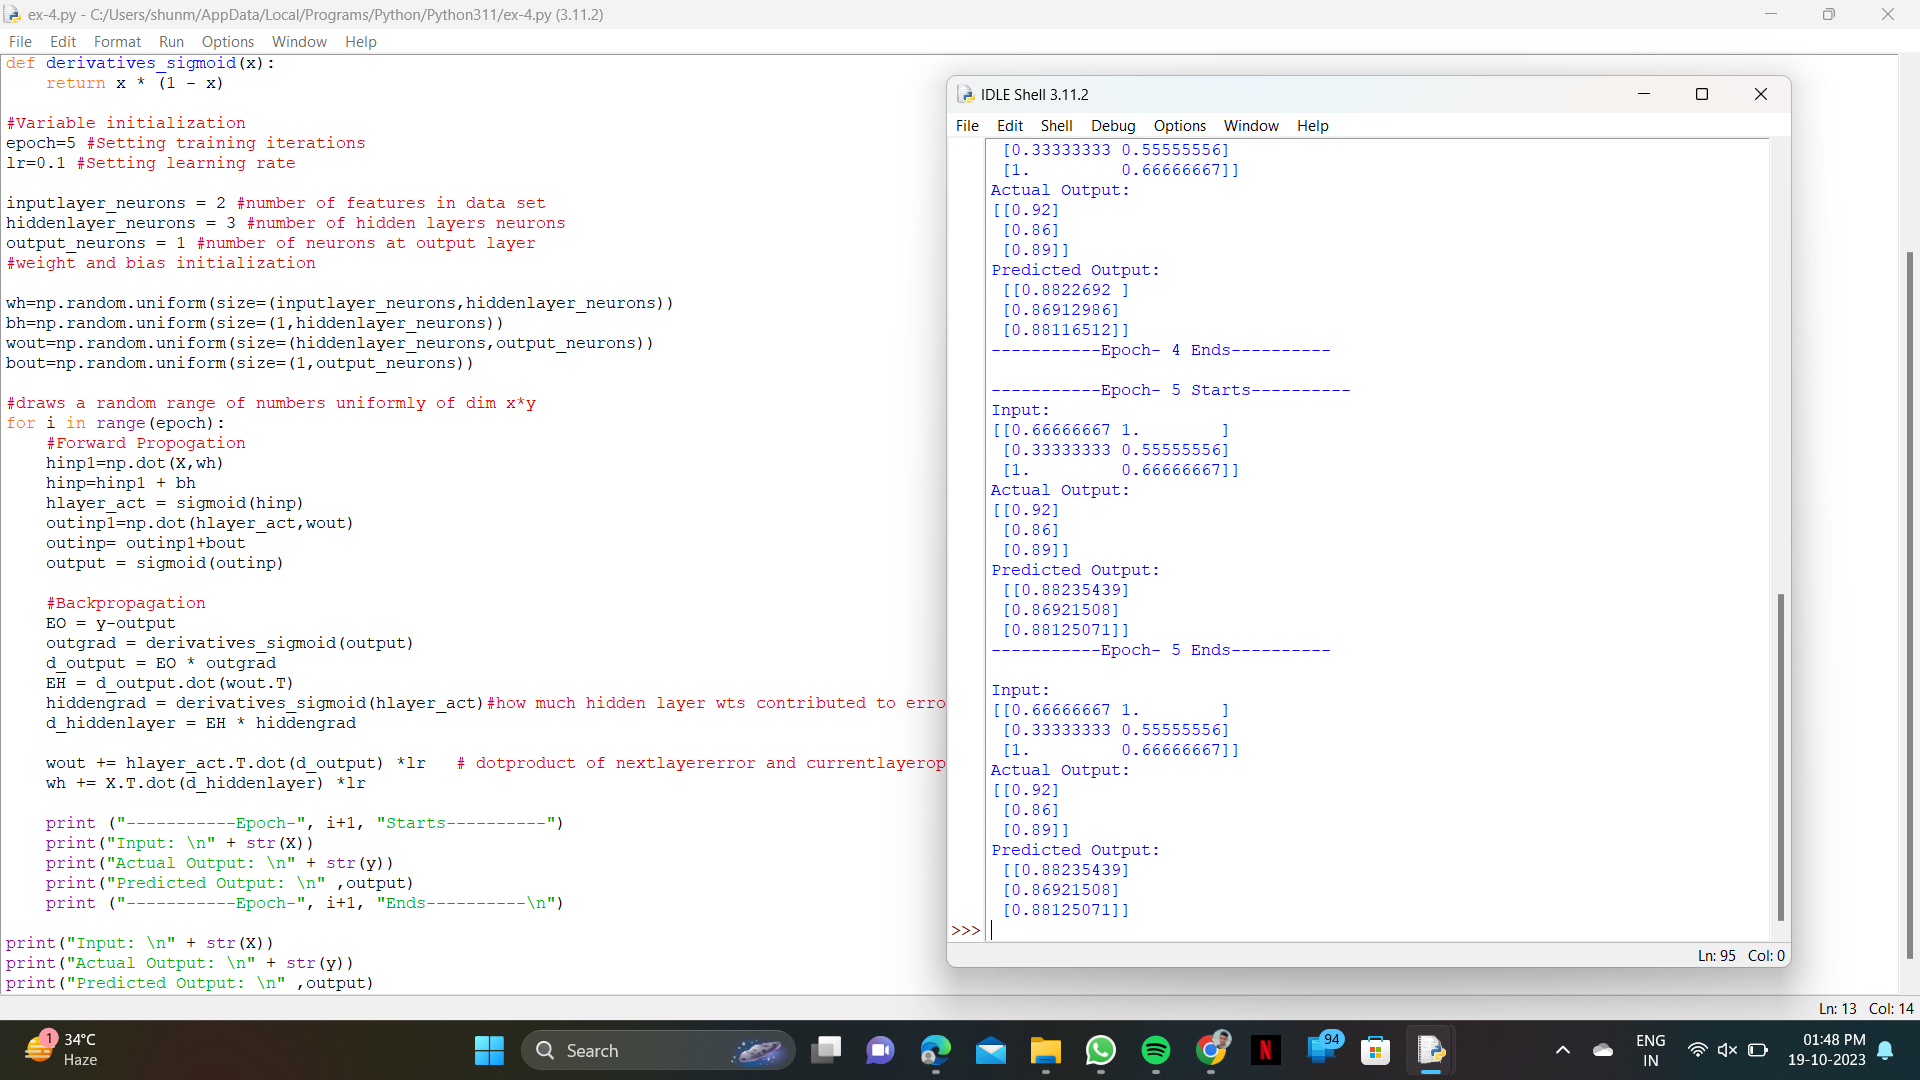 ex-4.py - C:/Users/shunm/AppData/Local/Programs/Python/Python311/ex-4.py (3.11.2)
File Edit Format Run Options Window Help
def derivatives_sigmoid(x):
    return x * (1 - x)
#Variable initialization
epoch=5 #Setting training iterations
lr=0.1 #Setting learning rate
inputlayer_neurons = 2 #number of features in data set
hiddenlayer_neurons = 3 #number of hidden layers neurons
output_neurons = 1 #number of neurons at output layer
#weight and bias initialization
wh=np.random.uniform(size=(inputlayer_neurons,hiddenlayer_neurons))
bh=np.random.uniform(size=(1,hiddenlayer_neurons))
wout=np.random.uniform(size=(hiddenlayer_neurons,output_neurons))
bout=np.random.uniform(size=(1,output_neurons))
#draws a random range of numbers uniformly of dim x*y
for i in range(epoch):
    #Forward Propogation
    hinp1=np.dot(X,wh)
    hinp=hinp1 + bh
    hlayer_act = sigmoid(hinp)
    outinp1=np.dot(hlayer_act,wout)
    outinp= outinp1+bout
    output = sigmoid(outinp)
    #Backpropagation
    EO = y-output
    outgrad = derivatives_sigmoid(output)
    d_output = EO * outgrad
    EH = d_output.dot(wout.T)
    hiddengrad = derivatives_sigmoid(hlayer_act)#how much hidden layer wts contributed to erro
    d_hiddenlayer = EH * hiddengrad
    wout += hlayer_act.T.dot(d_output) *lr   # dotproduct of nextlayererror and currentlayerop
    wh += X.T.dot(d_hiddenlayer) *lr
    print ("-----------Epoch-", i+1, "Starts----------")
    print("Input: \n" + str(X))
    print("Actual Output: \n" + str(y))
    print("Predicted Output: \n" ,output)
    print ("-----------Epoch-", i+1, "Ends----------\n")
print("Input: \n" + str(X))
print("Actual Output: \n" + str(y))
print("Predicted Output: \n" ,output)
Ln: 13 Col: 14
IDLE Shell 3.11.2
File Edit Shell Debug Options Window Help
 [0.33333333 0.55555556]
 [1.         0.66666667]]
Actual Output:
[[0.92]
 [0.86]
 [0.89]]
Predicted Output:
 [[0.8822692 ]
 [0.86912986]
 [0.88116512]]
-----------Epoch- 4 Ends----------
-----------Epoch- 5 Starts----------
Input:
[[0.66666667 1.        ]
 [0.33333333 0.55555556]
 [1.         0.66666667]]
Actual Output:
[[0.92]
 [0.86]
 [0.89]]
Predicted Output:
 [[0.88235439]
 [0.86921508]
 [0.88125071]]
-----------Epoch- 5 Ends----------
Input:
[[0.66666667 1.        ]
 [0.33333333 0.55555556]
 [1.         0.66666667]]
Actual Output:
[[0.92]
 [0.86]
 [0.89]]
Predicted Output:
 [[0.88235439]
 [0.86921508]
 [0.88125071]]
>>>
Ln: 95 Col: 0
1
34°C
Haze
Search
N
94
ENG
IN
01:48 PM
19-10-2023